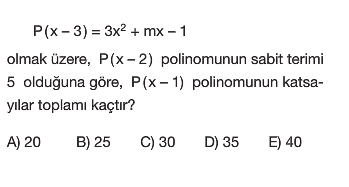 P(x – 3) = 3x² + mx – 1
olmak üzere, P(x – 2) polinomunun sabit terimi
5 olduğuna göre, P(x – 1) polinomunun katsa-
yılar toplamı kaçtır?
A) 20 B) 25 C) 30 D) 35 E) 40